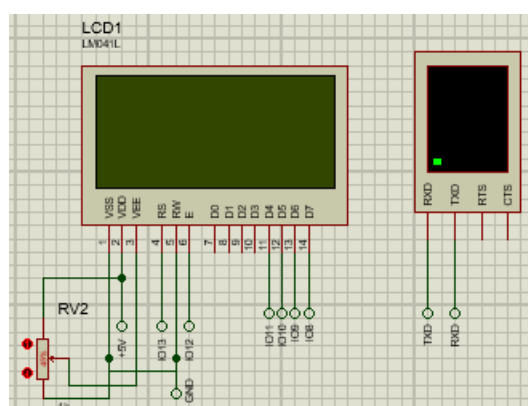 LCD1
LM041L
VSS
VDD
VEE
RS
RW
E
D0
D1
D2
D3
D4
D5
D6
D7
1
2
3
4
5
6
7
8
9
10
11
12
13
14
RXD
TXD
RTS
CTS
RV2
+5V
IO13
IO12
GND
IO11
IO10
IO9
IO8
TXD
RXD